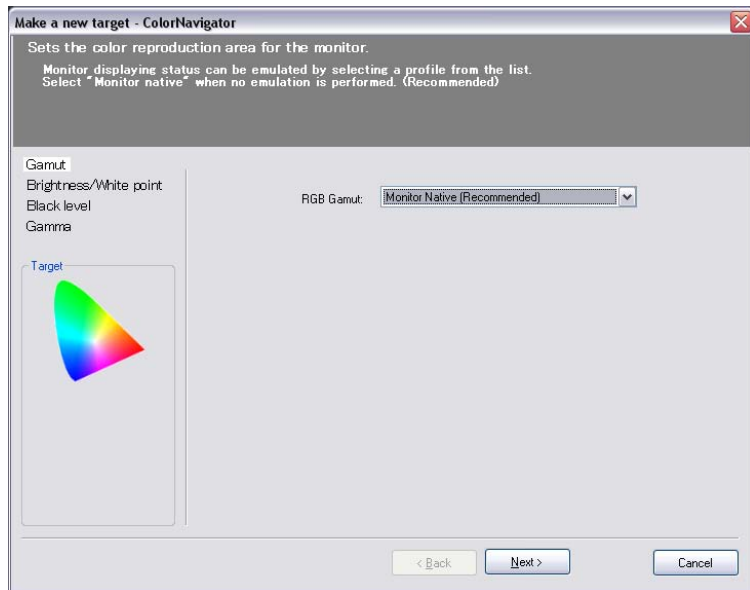 Make a new target - ColorNavigator
Sets the color reproduction area for the monitor.
Monitor displaying status can be emulated by selecting a profile from the list.
Select "Monitor native" when no emulation is performed. (Recommended)
Gamut
Brightness/White point
Black level
Gamma
RGB Gamut: Monitor Native (Recommended)
Target
< Back Next > Cancel